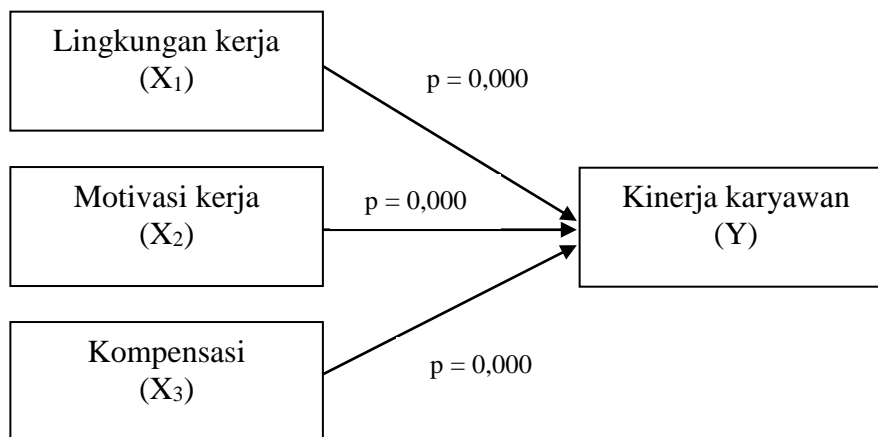 Lingkungan kerja
(X₁)
p = 0,000
Motivasi kerja
(X₂)
p = 0,000
Kinerja karyawan
(Y)
Kompensasi
(X₃)
p = 0,000